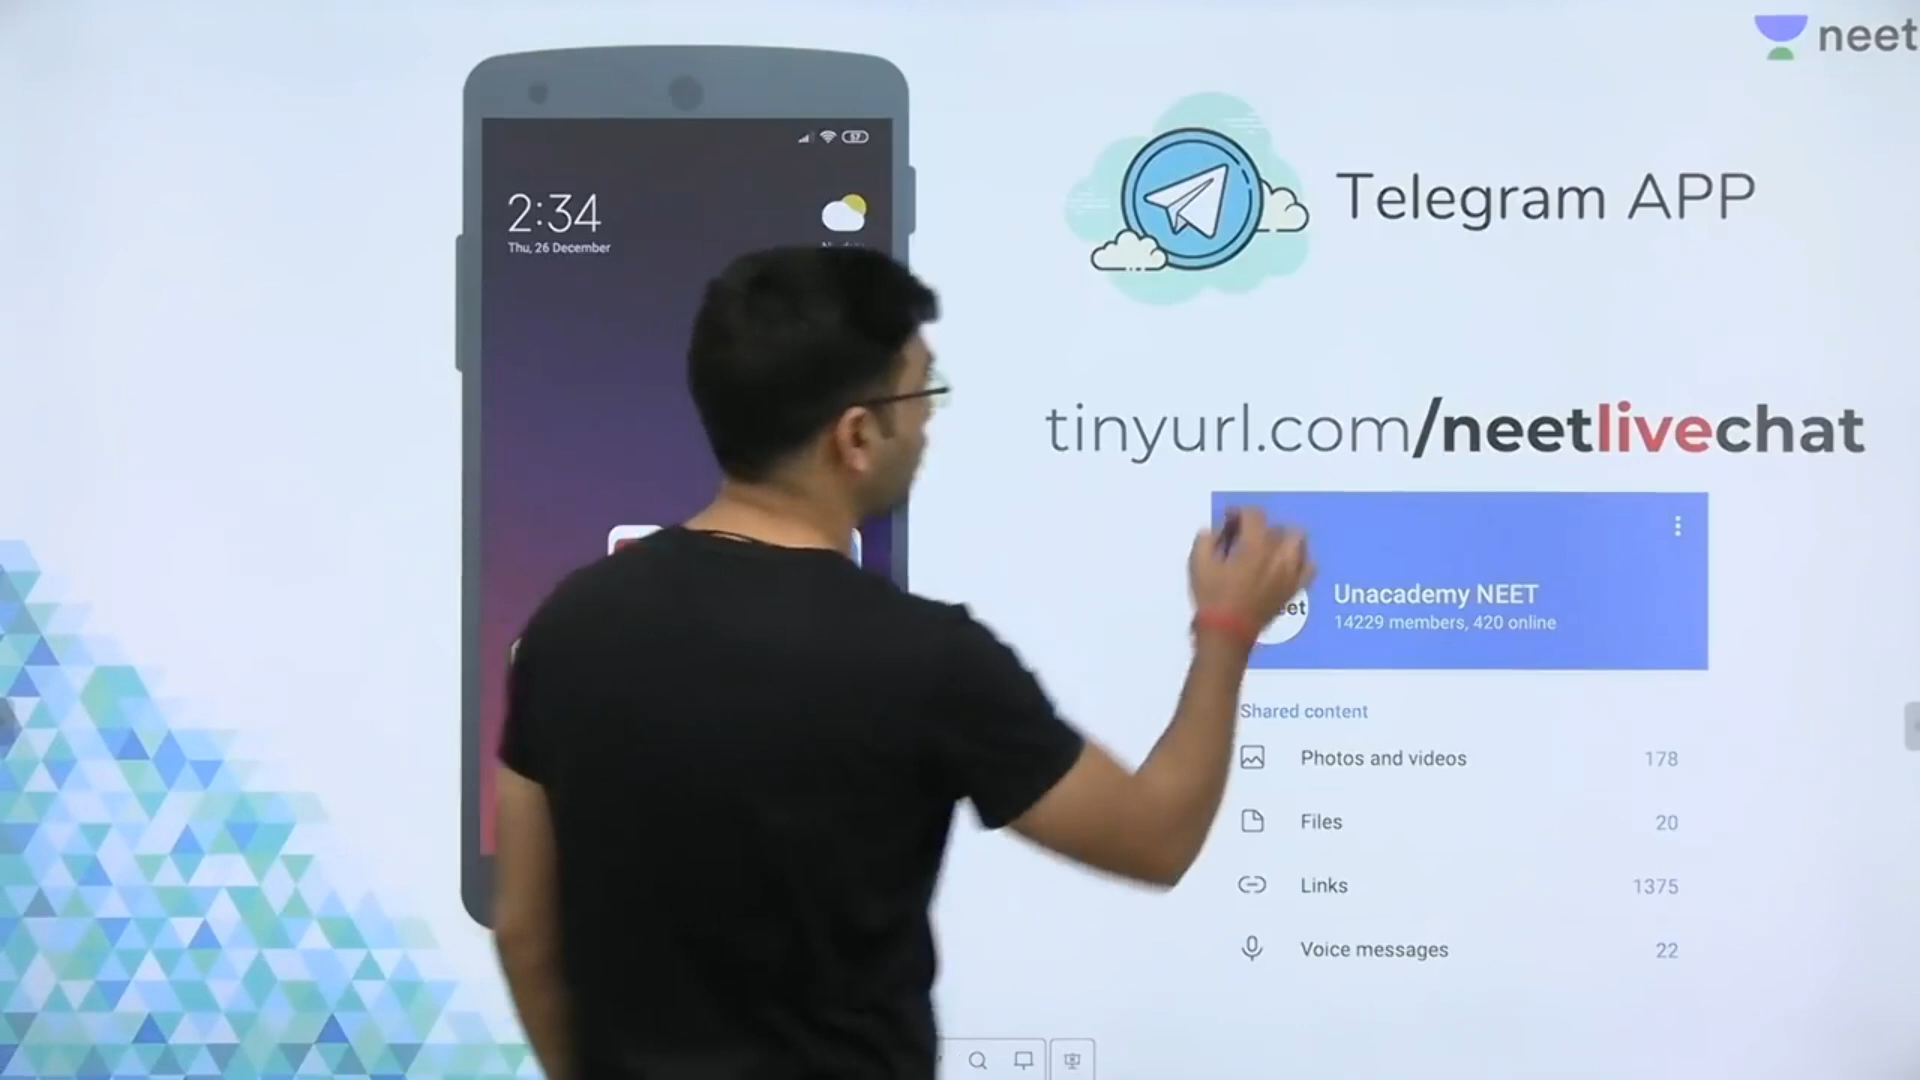 neet
57
2:34
Thu, 26 December
Telegram APP
tinyurl.com/neetlivechat
Unacademy NEET
14229 members, 420 online
Shared content
Photos and videos 178
Files 20
Links 1375
Voice messages 22